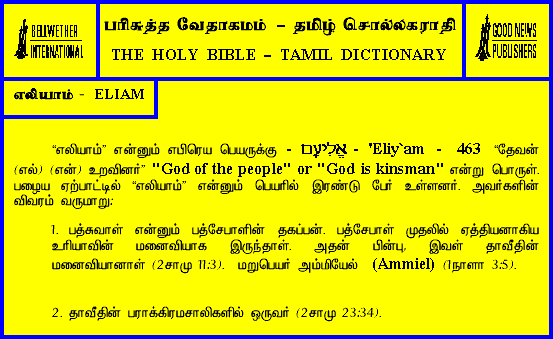 BELLWETHER
INTERNATIONAL
பரிசுத்த வேதாகமம் – தமிழ் சொல்லகராதி
THE HOLY BIBLE – TAMIL DICTIONARY
GOOD NEWS
PUBLISHERS
எலியாம் - ELIAM
“எலியாம்” என்னும் எபிரெய பெயருக்கு - אֱלִיעָם - 'Eliy`am - 463 “தேவன்
(எல்) (என்) உறவினர்” "God of the people" or "God is kinsman" என்று பொருள்.
பழைய ஏற்பாட்டில் “எலியாம்” என்னும் பெயரில் இரண்டு பேர் உள்ளனர். அவர்களின்
விவரம் வருமாறு:
1. பத்சுவாள் என்னும் பத்சேபாளின் தகப்பன். பத்சேபாள் முதலில் ஏத்தியனாகிய
உரியாவின் மனைவியாக இருந்தாள். அதன் பின்பு, இவள் தாவீதின்
மனைவியானாள் (2சாமு 11:3). மறுபெயர் அம்மியேல் (Ammiel) (1நாளா 3:5).
2. தாவீதின் பராக்கிரமசாலிகளில் ஒருவர் (2சாமு 23:34).